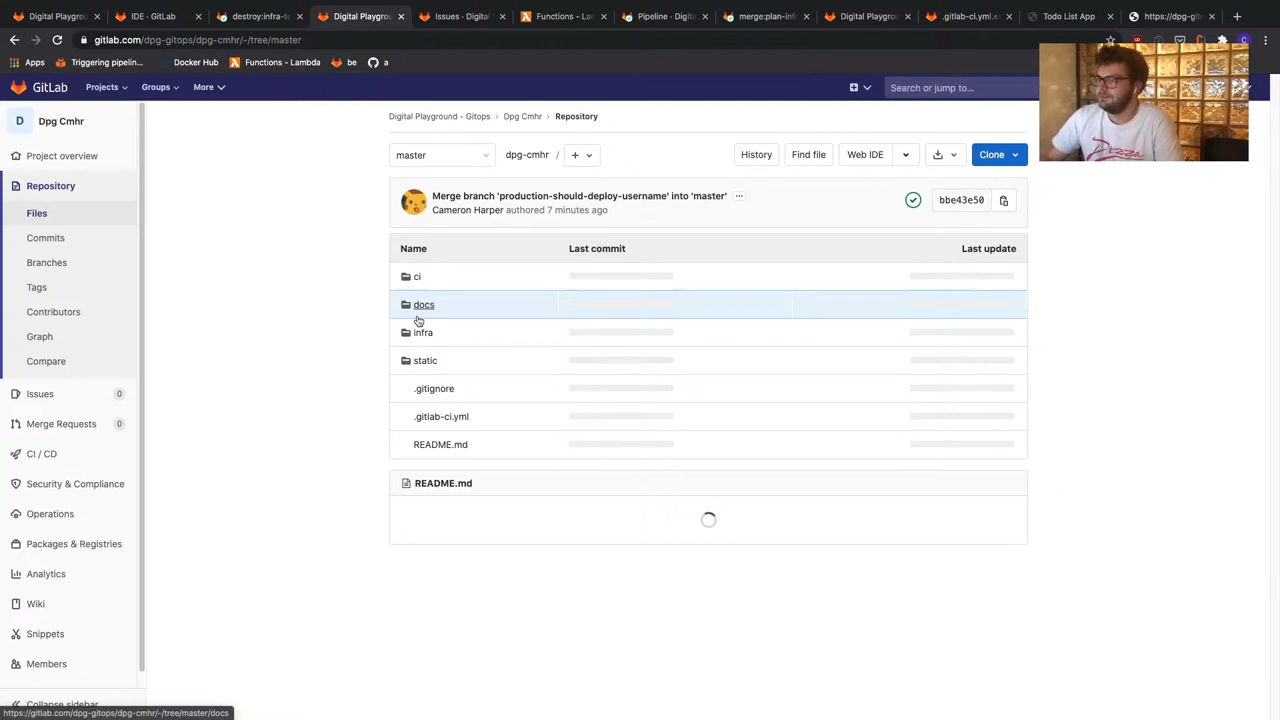 Digital Playgrou
IDE · GitLab
destroy:infra-te
Digital Playgrou
Issues · Digital
Functions - Lam
Pipeline · Digita
merge:plan-infr
Digital Playgrou
.gitlab-ci.yml.e
Todo List App
https://dpg-git
gitlab.com/dpg-gitops/dpg-cmhr/-/tree/master
Apps
Triggering pipelin...
Docker Hub
Functions - Lambda
be
a
GitLab
Projects
Groups
More
Search or jump to...
D
Dpg Cmhr
Project overview
Repository
Files
Commits
Branches
Tags
Contributors
Graph
Compare
Issues 0
Merge Requests 0
CI / CD
Security & Compliance
Operations
Packages & Registries
Analytics
Wiki
Snippets
Members
Collapse sidebar
Digital Playground - Gitops > Dpg Cmhr > Repository
master
dpg-cmhr /
History
Find file
Web IDE
Clone
Merge branch 'production-should-deploy-username' into 'master'
Cameron Harper authored 7 minutes ago
bbe43e50
Name Last commit Last update
ci
docs
infra
static
.gitignore
.gitlab-ci.yml
README.md
README.md
https://gitlab.com/dpg-gitops/dpg-cmhr/-/tree/master/docs